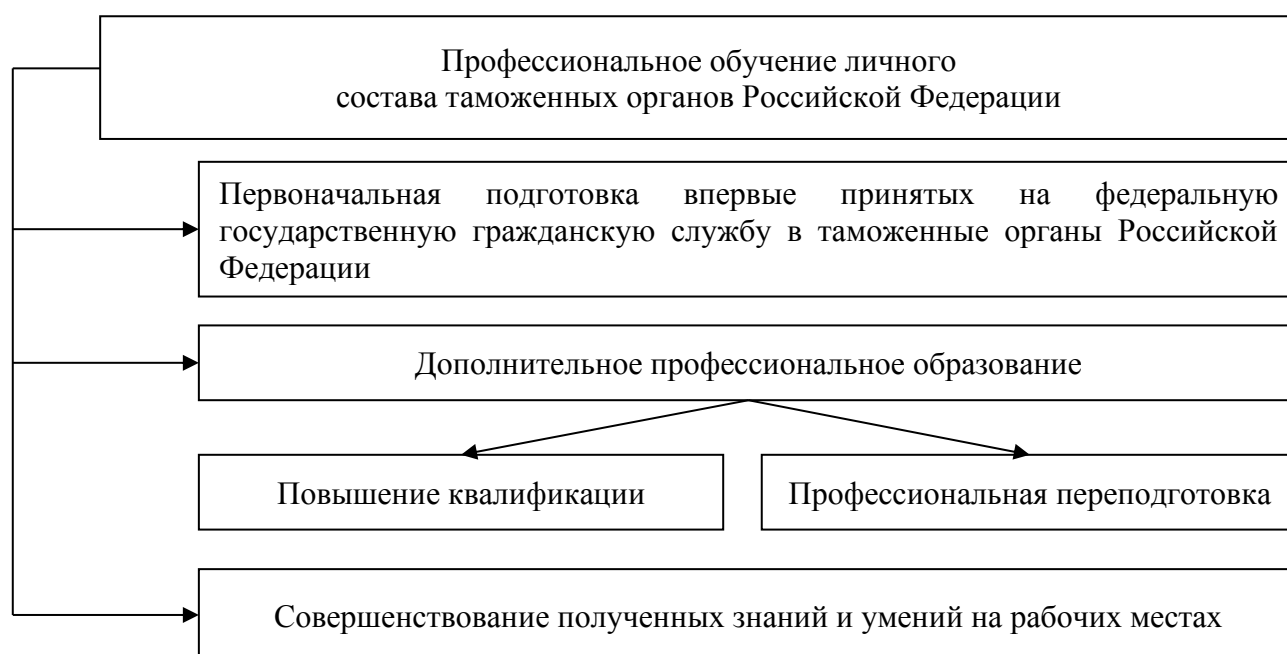 Профессиональное обучение личного
состава таможенных органов Российской Федерации
Первоначальная подготовка впервые принятых на федеральную
государственную гражданскую службу в таможенные органы Российской
Федерации
Дополнительное профессиональное образование
Повышение квалификации
Профессиональная переподготовка
Совершенствование полученных знаний и умений на рабочих местах